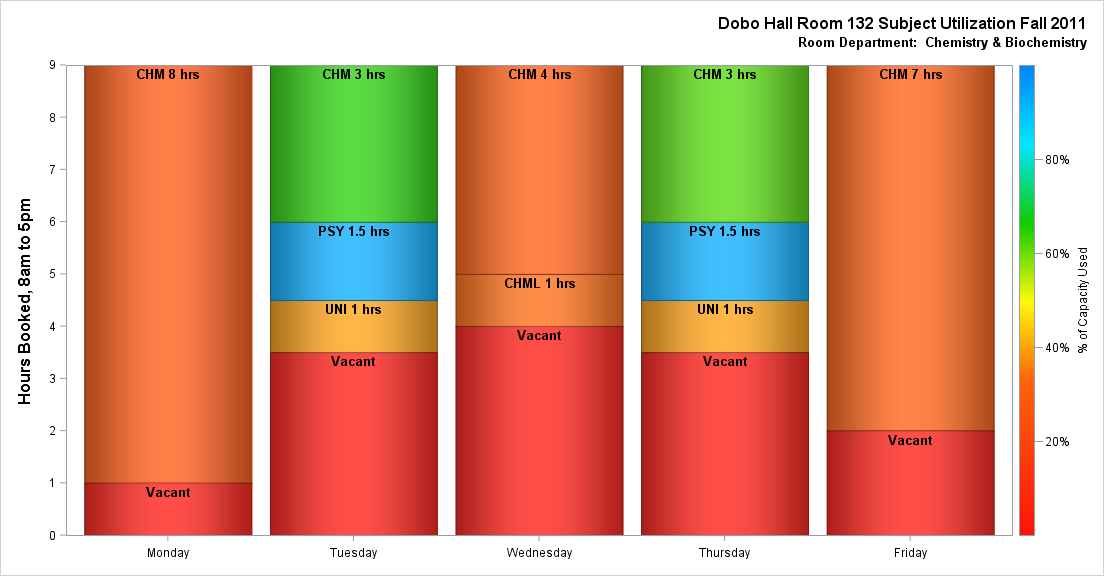 Dobo Hall Room 132 Subject Utilization Fall 2011
Room Department: Chemistry & Biochemistry
Hours Booked, 8am to 5pm
9
8
7
6
5
4
3
2
1
0
CHM 8 hrs
Vacant
CHM 3 hrs
PSY 1.5 hrs
UNI 1 hrs
Vacant
CHM 4 hrs
CHML 1 hrs
Vacant
CHM 3 hrs
PSY 1.5 hrs
UNI 1 hrs
Vacant
CHM 7 hrs
Vacant
Monday
Tuesday
Wednesday
Thursday
Friday
80%
60%
40%
20%
% of Capacity Used